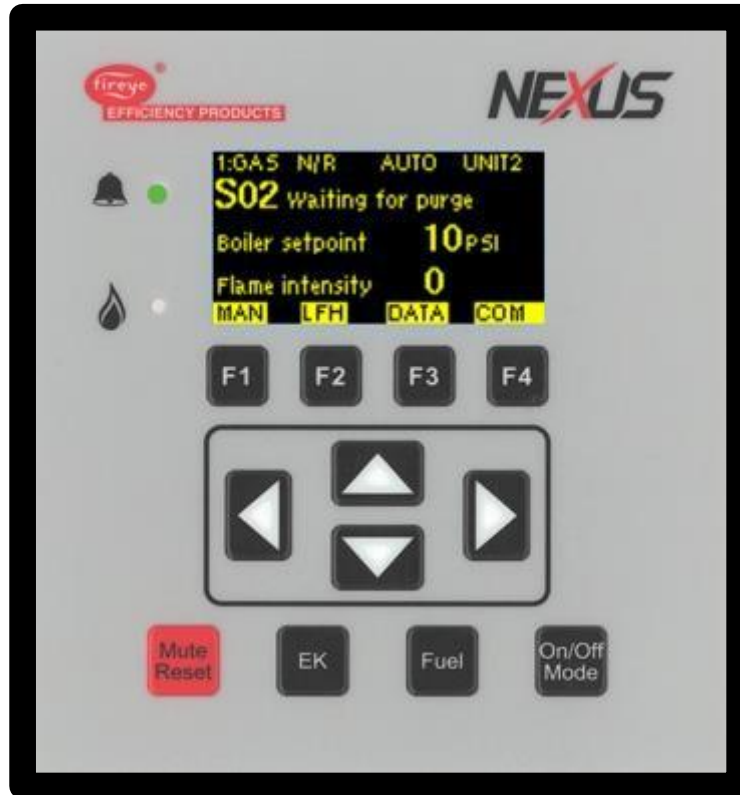 fireye®
EFFICIENCY PRODUCTS
NEXUS
1:GAS N/R AUTO UNIT2
S02 Waiting for purge
Boiler setpoint 10PSI
Flame intensity 0
MAN LFH DATA COM
F1 F2 F3 F4
Mute Reset
EK
Fuel
On/Off Mode